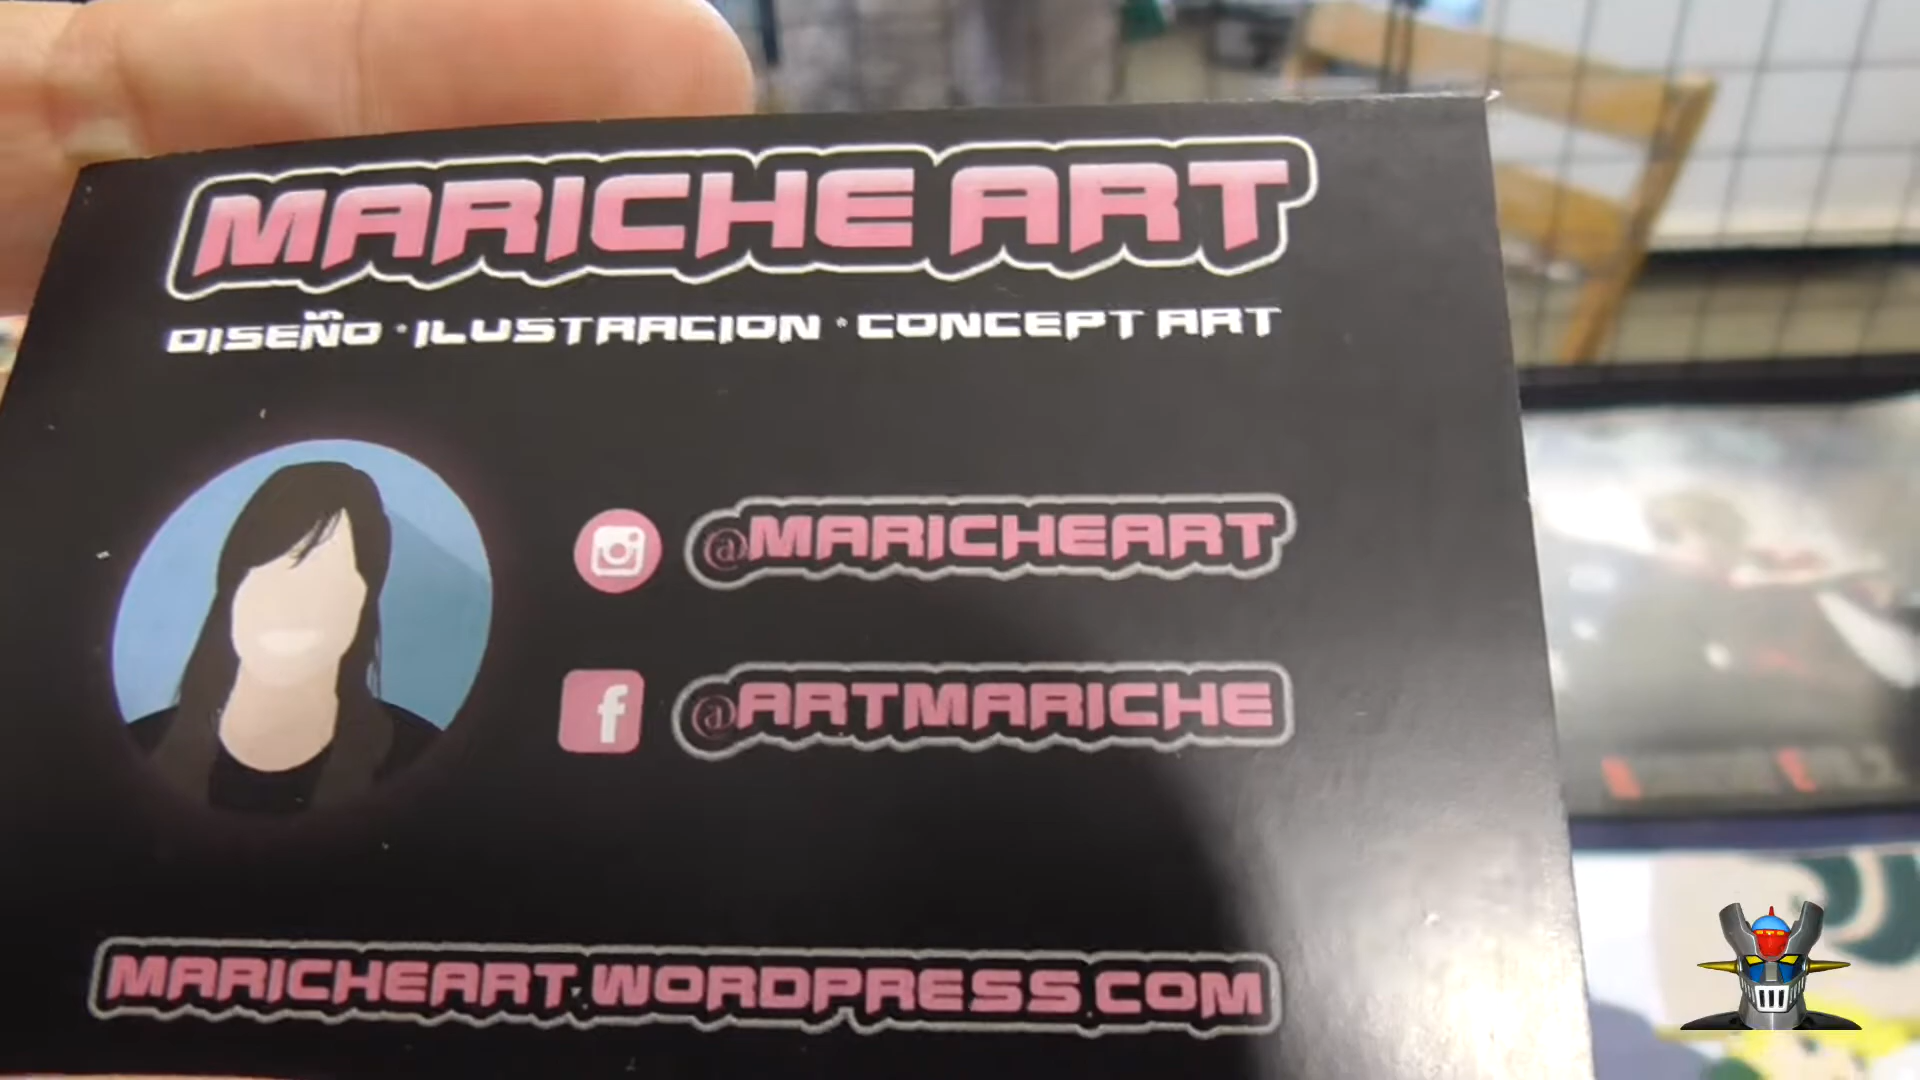 MARICHE ART
DISEÑO · ILUSTRACION · CONCEPT ART
@MARICHEART
f @ARTMARICHE
MARICHEART.WORDPRESS.COM